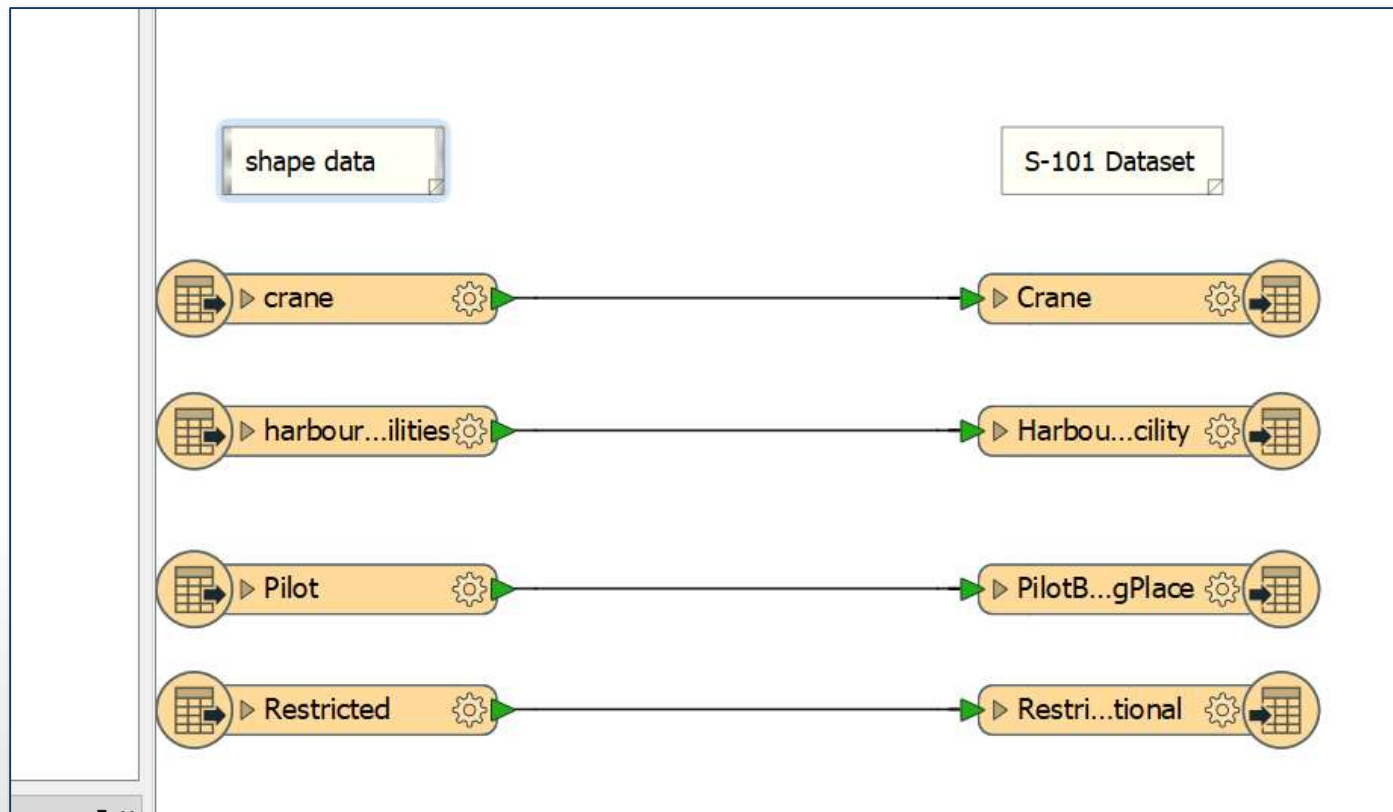 shape data
S-101 Dataset
crane
Crane
harbour...ilities
Harbou...cility
Pilot
PilotB...gPlace
Restricted
Restri...tional